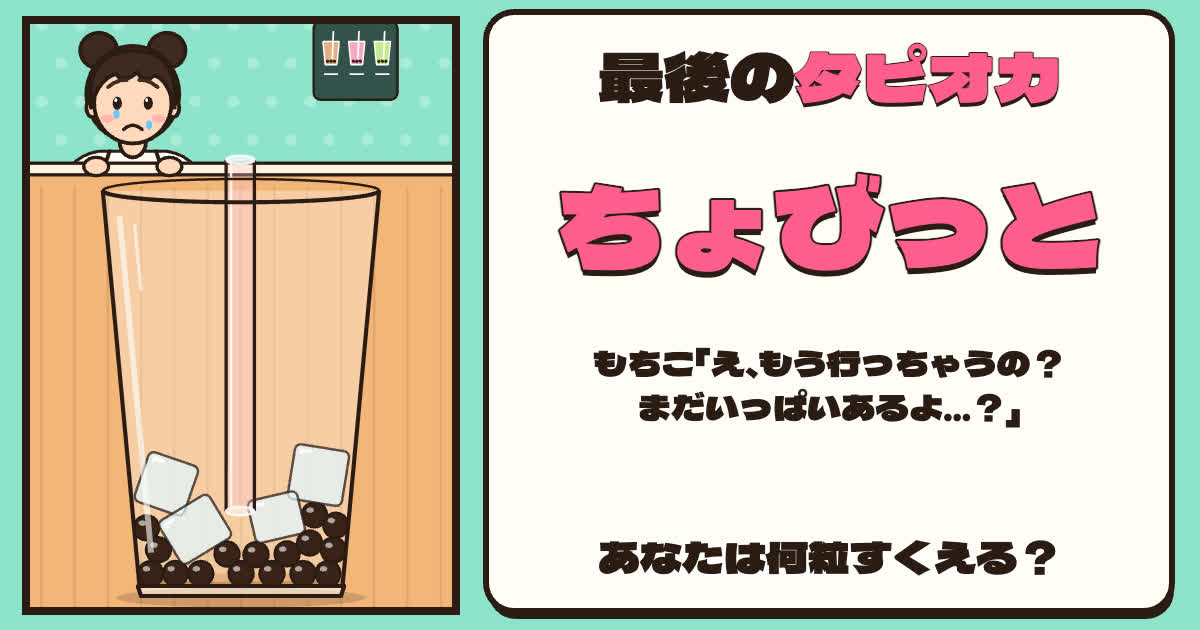 最後のタピオカ
ちょびっと
もちこ「え、もう行っちゃうの？
まだいっぱいあるよ…？」
あなたは何粒すくえる？